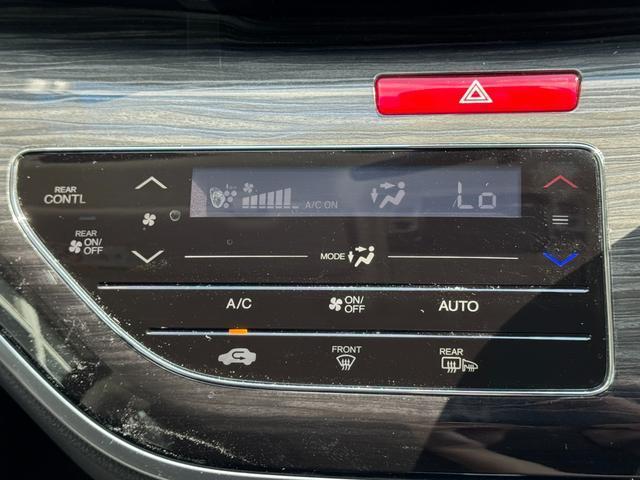 REAR
CONTL
A/C ON
Lo
REAR
ON/
OFF
MODE
A/C
ON/
OFF
AUTO
FRONT
REAR